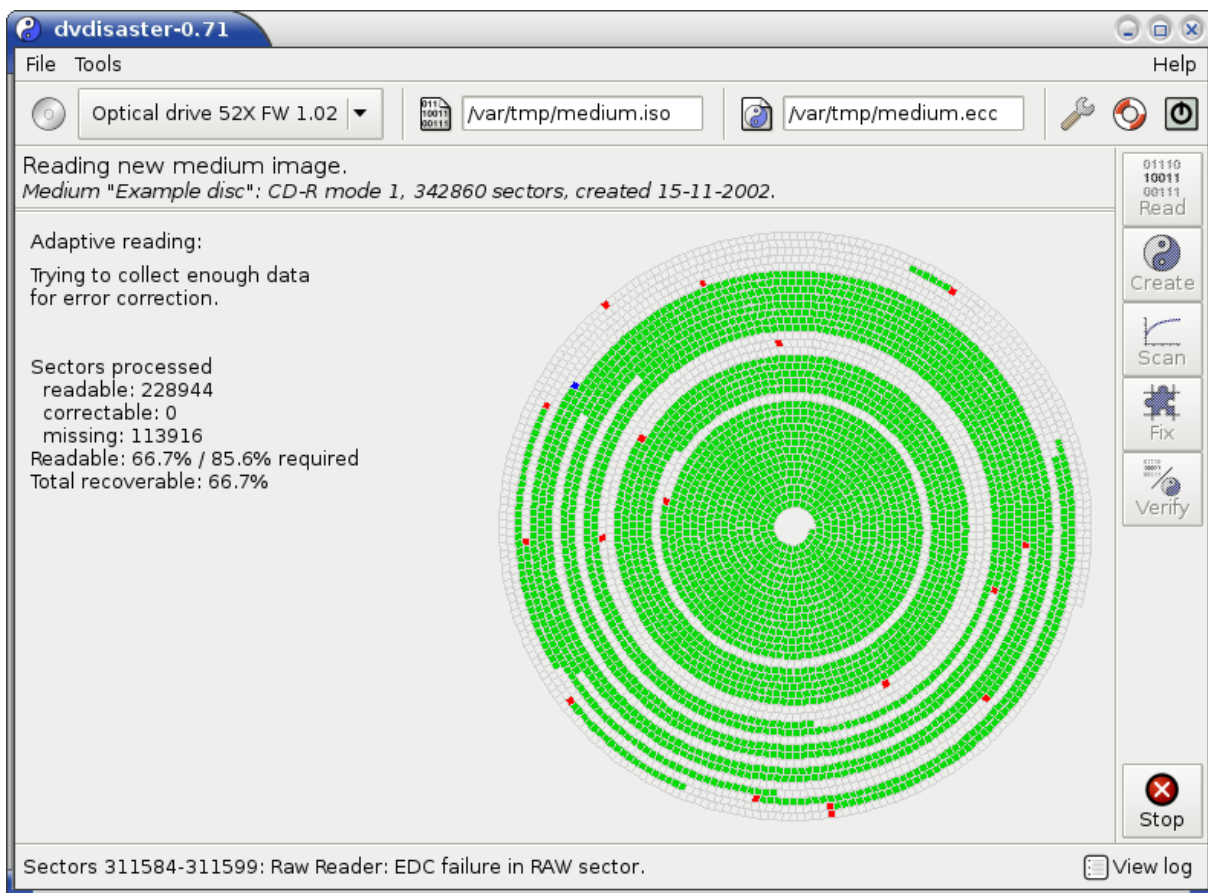 dvdisaster-0.71
File Tools Help
Optical drive 52X FW 1.02 /var/tmp/medium.iso /var/tmp/medium.ecc
Reading new medium image.
Medium "Example disc": CD-R mode 1, 342860 sectors, created 15-11-2002.
Adaptive reading:
Trying to collect enough data
for error correction.
Sectors processed
readable: 228944
correctable: 0
missing: 113916
Readable: 66.7% / 85.6% required
Total recoverable: 66.7%
01110
10011
00111
Read
Create
Scan
Fix
Verify
Stop
Sectors 311584-311599: Raw Reader: EDC failure in RAW sector. View log